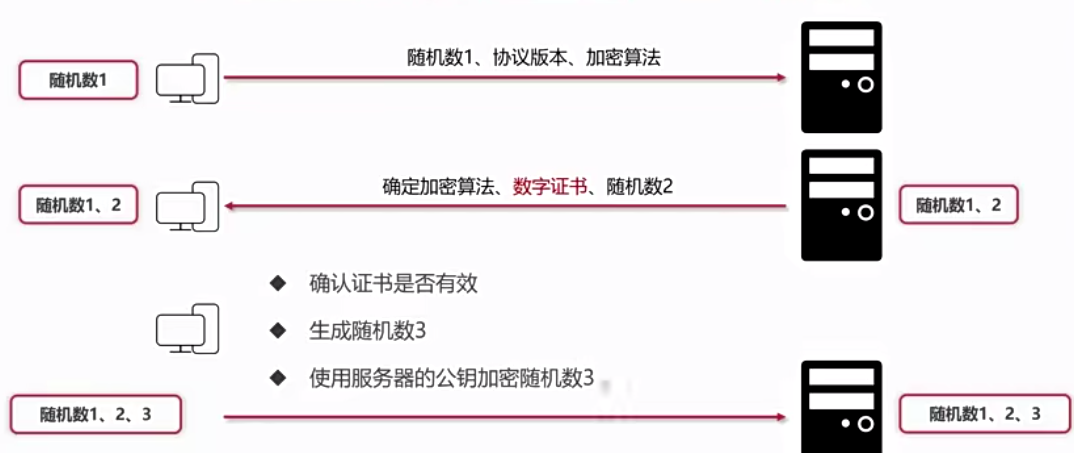 随机数1、协议版本、加密算法
随机数1
确定加密算法、数字证书、随机数2
随机数1、2
随机数1、2
确认证书是否有效
生成随机数3
使用服务器的公钥加密随机数3
随机数1、2、3
随机数1、2、3